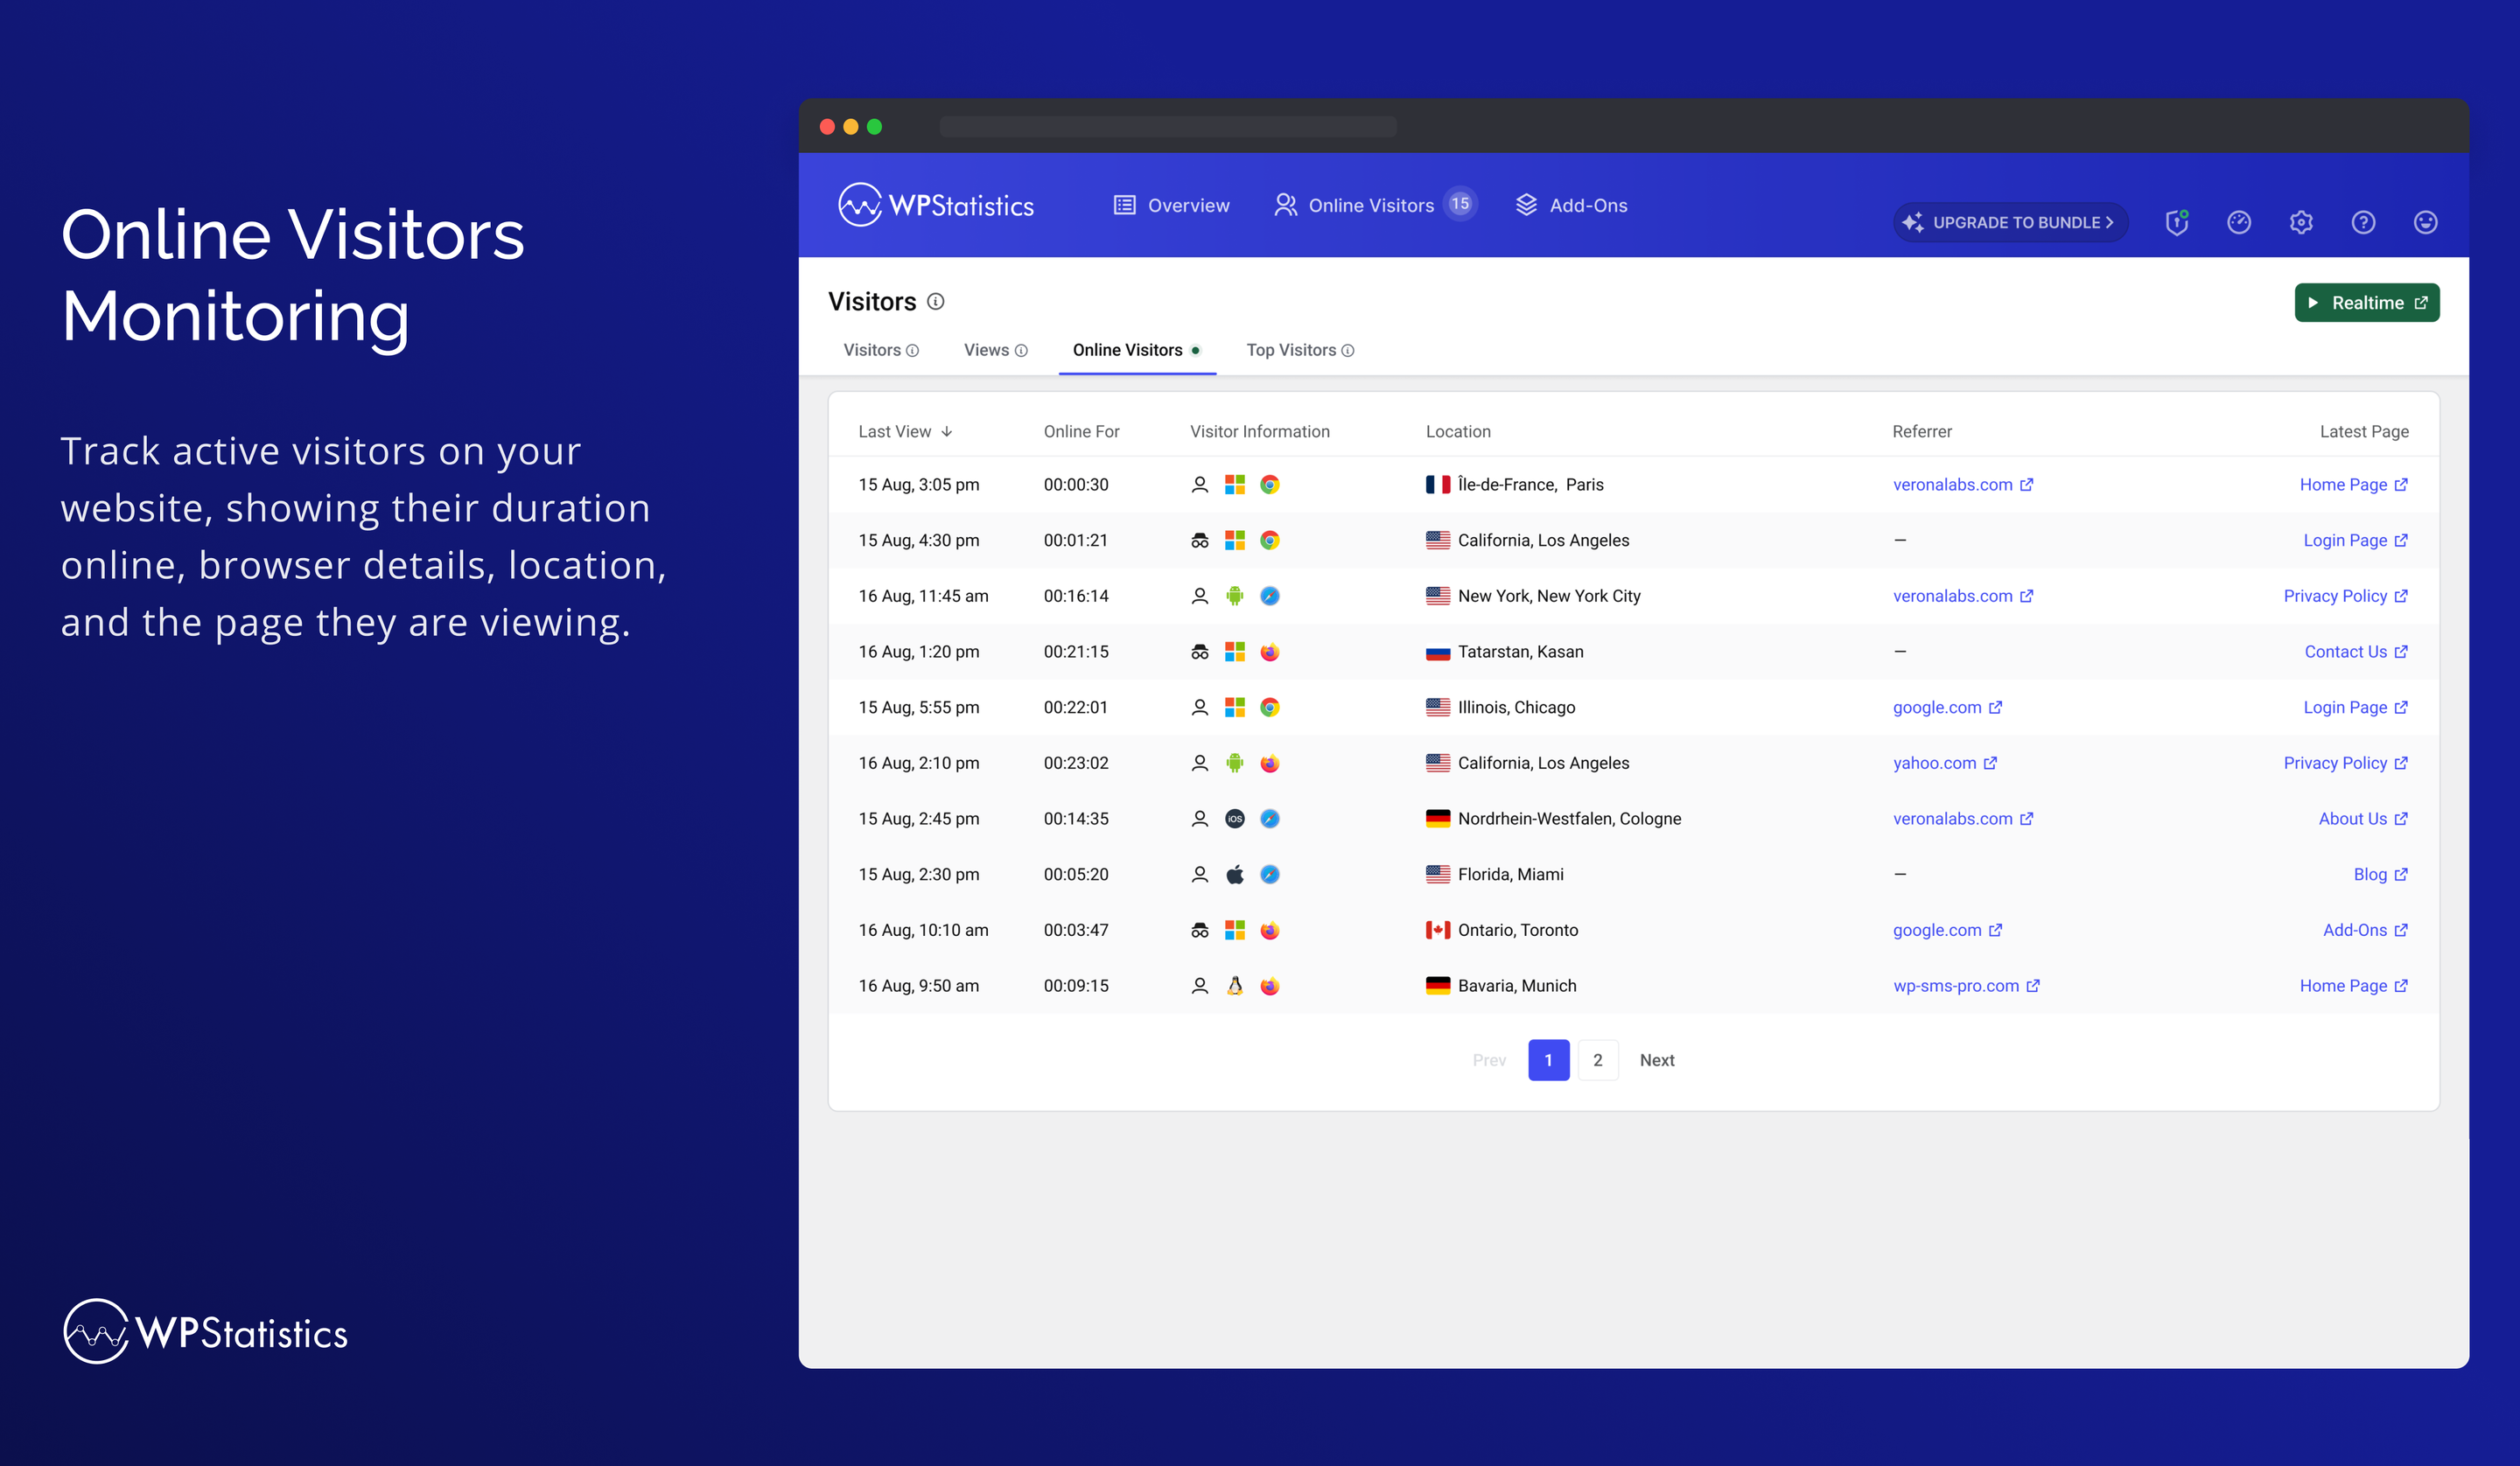 Online Visitors
Monitoring
Track active visitors on your
website, showing their duration
online, browser details, location,
and the page they are viewing.
WPStatistics
WPStatistics Overview Online Visitors 15 Add-Ons UPGRADE TO BUNDLE
Visitors Realtime
Visitors Views Online Visitors Top Visitors
Last View Online For Visitor Information Location Referrer Latest Page
15 Aug, 3:05 pm 00:00:30 Île-de-France, Paris veronalabs.com Home Page
15 Aug, 4:30 pm 00:01:21 California, Los Angeles — Login Page
16 Aug, 11:45 am 00:16:14 New York, New York City veronalabs.com Privacy Policy
16 Aug, 1:20 pm 00:21:15 Tatarstan, Kasan — Contact Us
15 Aug, 5:55 pm 00:22:01 Illinois, Chicago google.com Login Page
16 Aug, 2:10 pm 00:23:02 California, Los Angeles yahoo.com Privacy Policy
15 Aug, 2:45 pm 00:14:35 iOS Nordrhein-Westfalen, Cologne veronalabs.com About Us
15 Aug, 2:30 pm 00:05:20 Florida, Miami — Blog
16 Aug, 10:10 am 00:03:47 Ontario, Toronto google.com Add-Ons
16 Aug, 9:50 am 00:09:15 Bavaria, Munich wp-sms-pro.com Home Page
Prev 1 2 Next